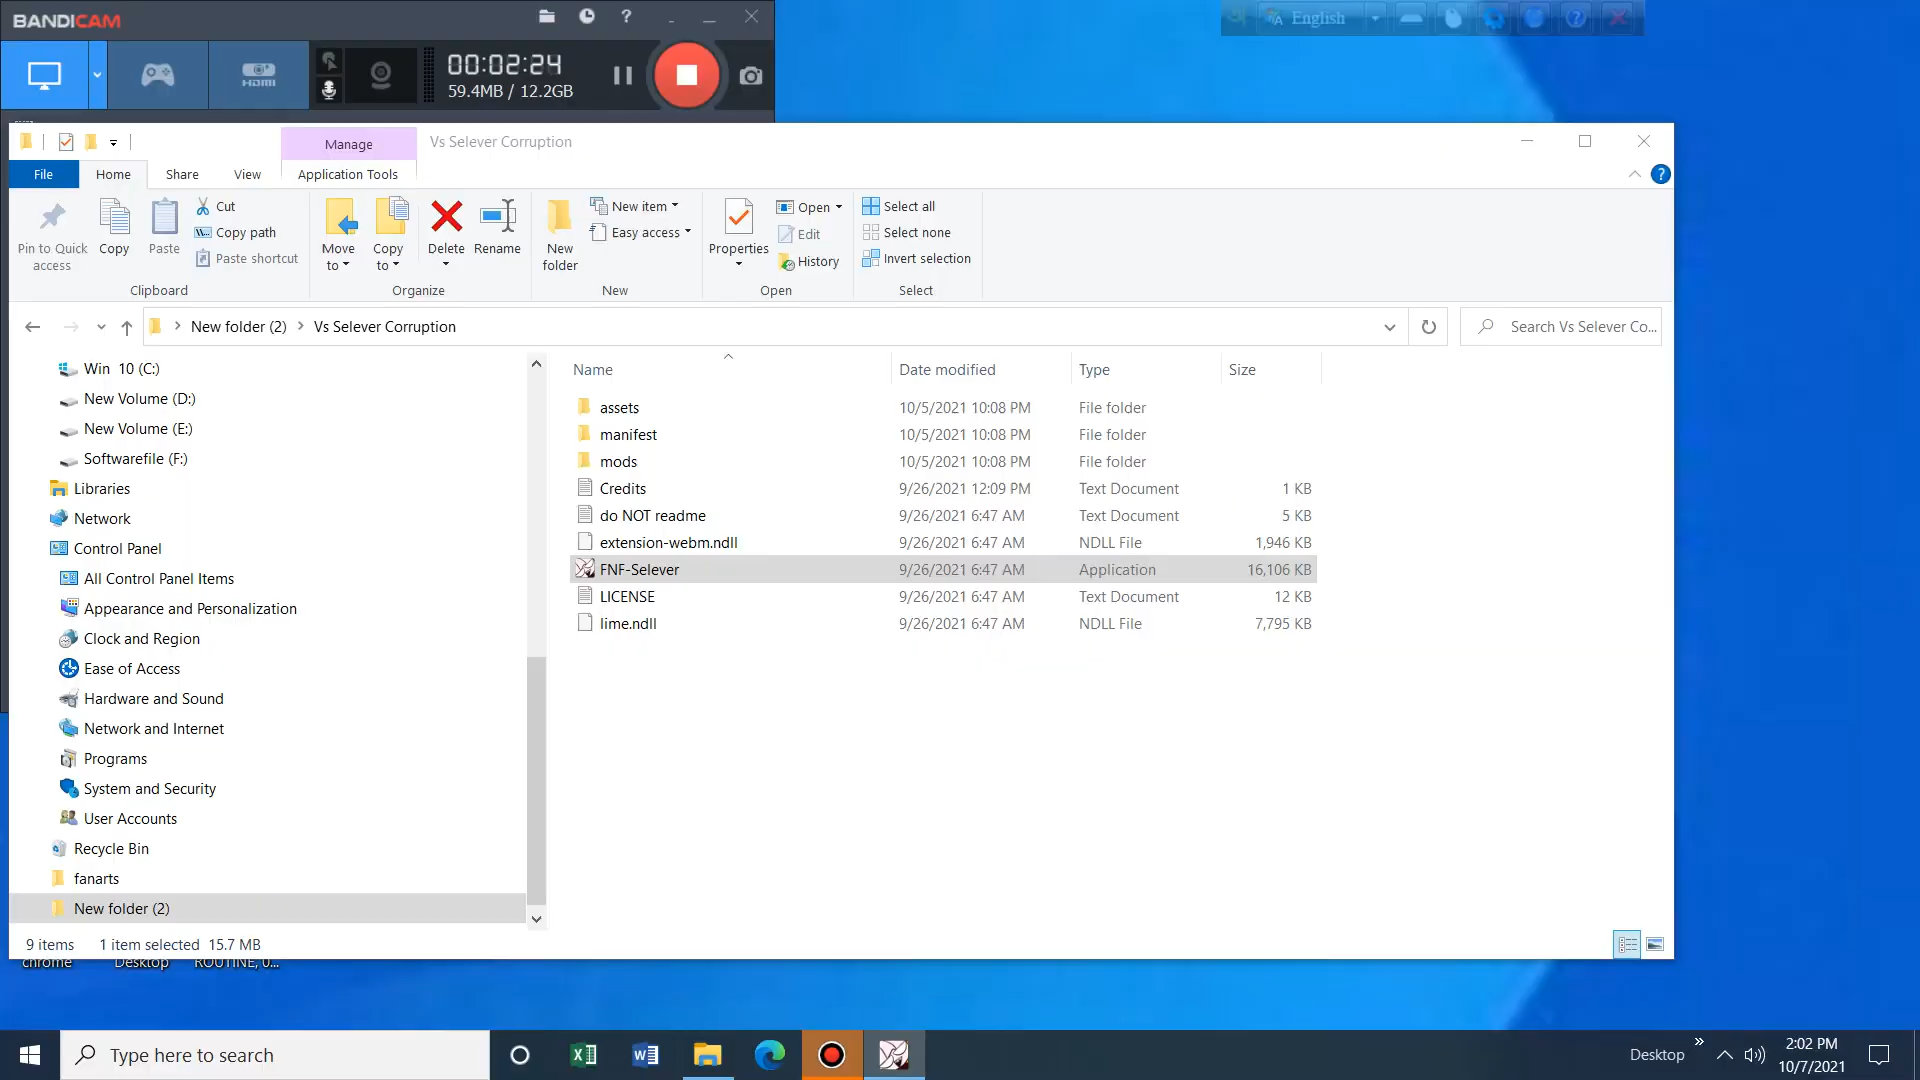 BANDICAM
?
English
HDMI
00:02:24
59.4MB / 12.2GB
Manage
Vs Selever Corruption
File
Home
Share
View
Application Tools
Pin to Quick access
Copy
Paste
Cut
Copy path
Paste shortcut
Clipboard
Move to
Copy to
Delete
Rename
Organize
New folder
New item
Easy access
New
Properties
Open
Edit
History
Open
Select all
Select none
Invert selection
Select
New folder (2) > Vs Selever Corruption
Search Vs Selever Co...
Win 10 (C:)
New Volume (D:)
New Volume (E:)
Softwarefile (F:)
Libraries
Network
Control Panel
All Control Panel Items
Appearance and Personalization
Clock and Region
Ease of Access
Hardware and Sound
Network and Internet
Programs
System and Security
User Accounts
Recycle Bin
fanarts
New folder (2)
Name Date modified Type Size
assets 10/5/2021 10:08 PM File folder
manifest 10/5/2021 10:08 PM File folder
mods 10/5/2021 10:08 PM File folder
Credits 9/26/2021 12:09 PM Text Document 1 KB
do NOT readme 9/26/2021 6:47 AM Text Document 5 KB
extension-webm.ndll 9/26/2021 6:47 AM NDLL File 1,946 KB
FNF-Selever 9/26/2021 6:47 AM Application 16,106 KB
LICENSE 9/26/2021 6:47 AM Text Document 12 KB
lime.ndll 9/26/2021 6:47 AM NDLL File 7,795 KB
9 items 1 item selected 15.7 MB
chrome Desktop ROUTINE, 0...
Type here to search
Desktop
2:02 PM
10/7/2021